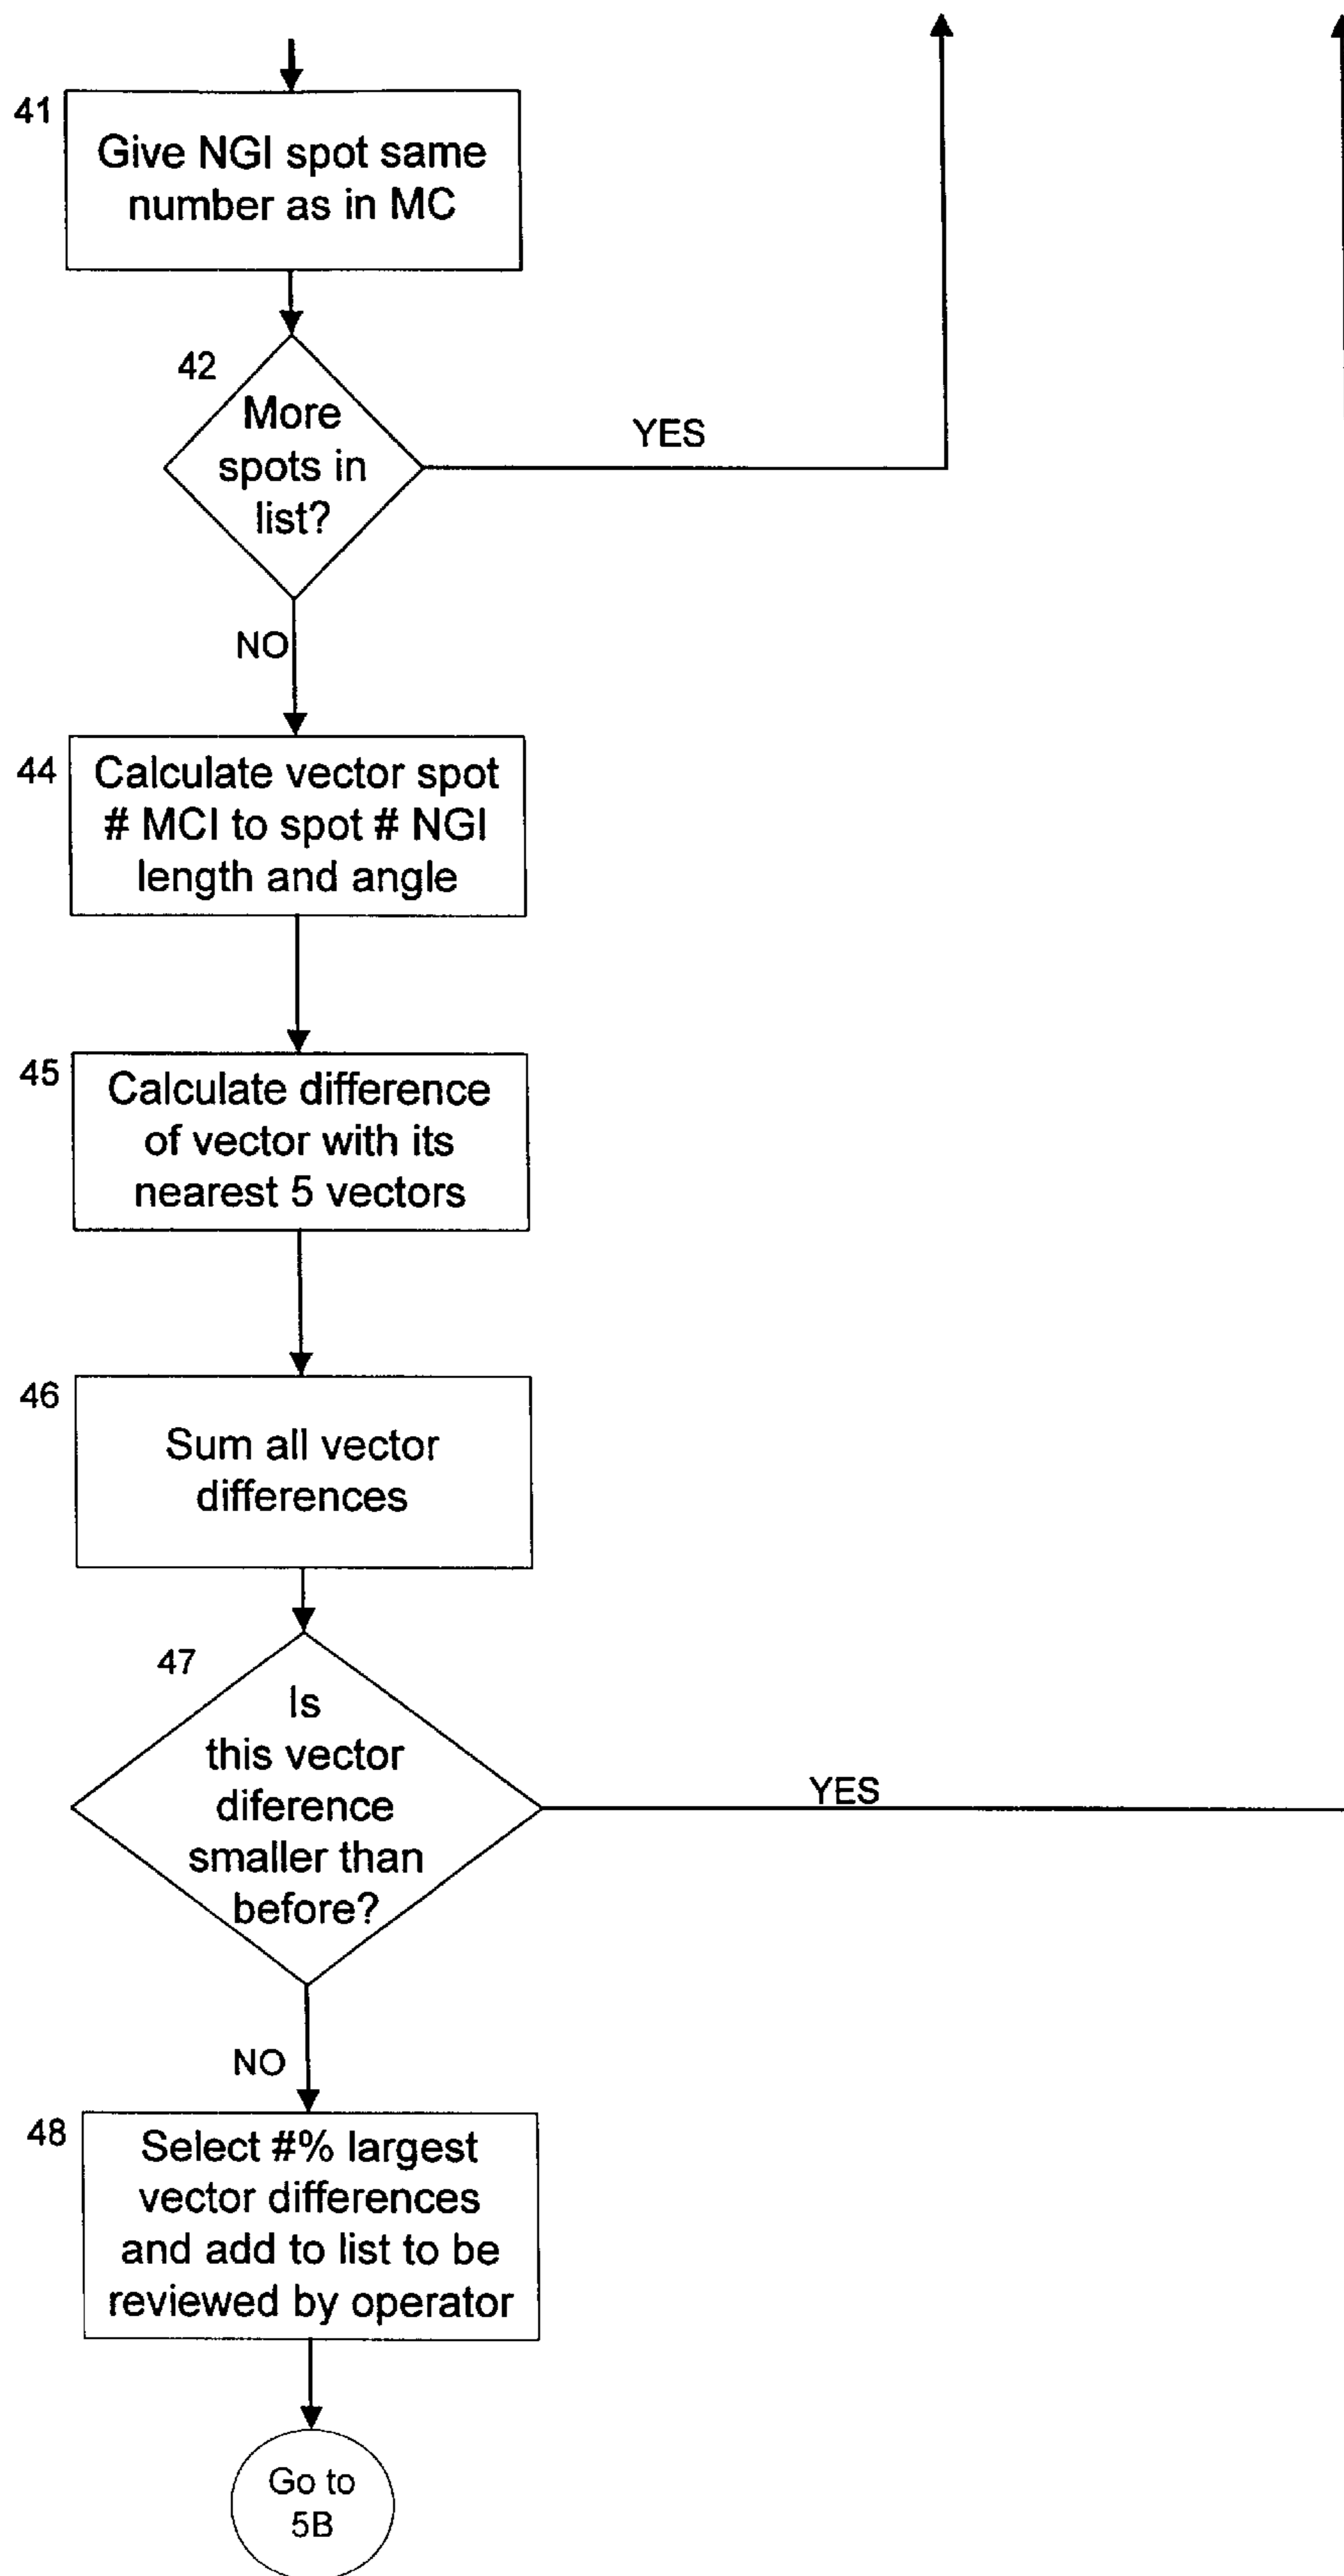 41
Give NGI spot same
number as in MC
42
More
spots in
list?
YES
NO
44
Calculate vector spot
# MCI to spot # NGI
length and angle
45
Calculate difference
of vector with its
nearest 5 vectors
46
Sum all vector
differences
47
Is
this vector
diference
smaller than
before?
YES
NO
48
Select #% largest
vector differences
and add to list to be
reviewed by operator
Go to
5B